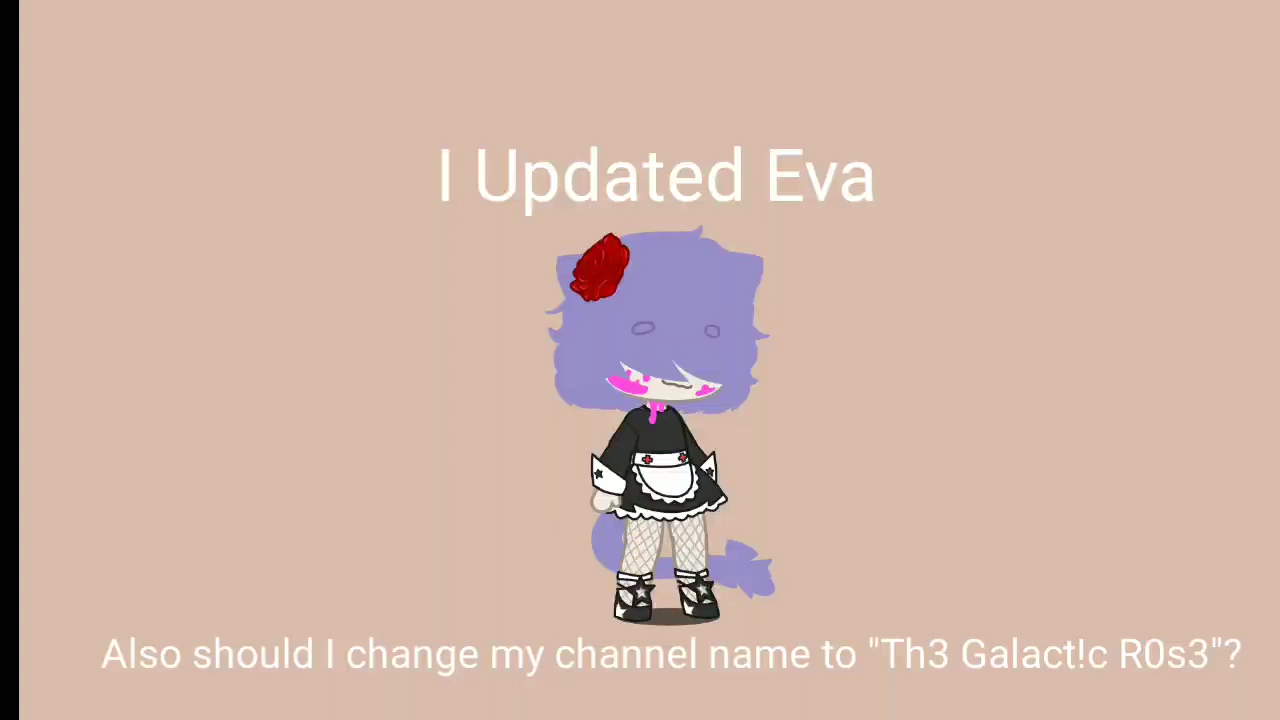 I Updated Eva
Also should I change my channel name to "Th3 Galact!c R0s3"?